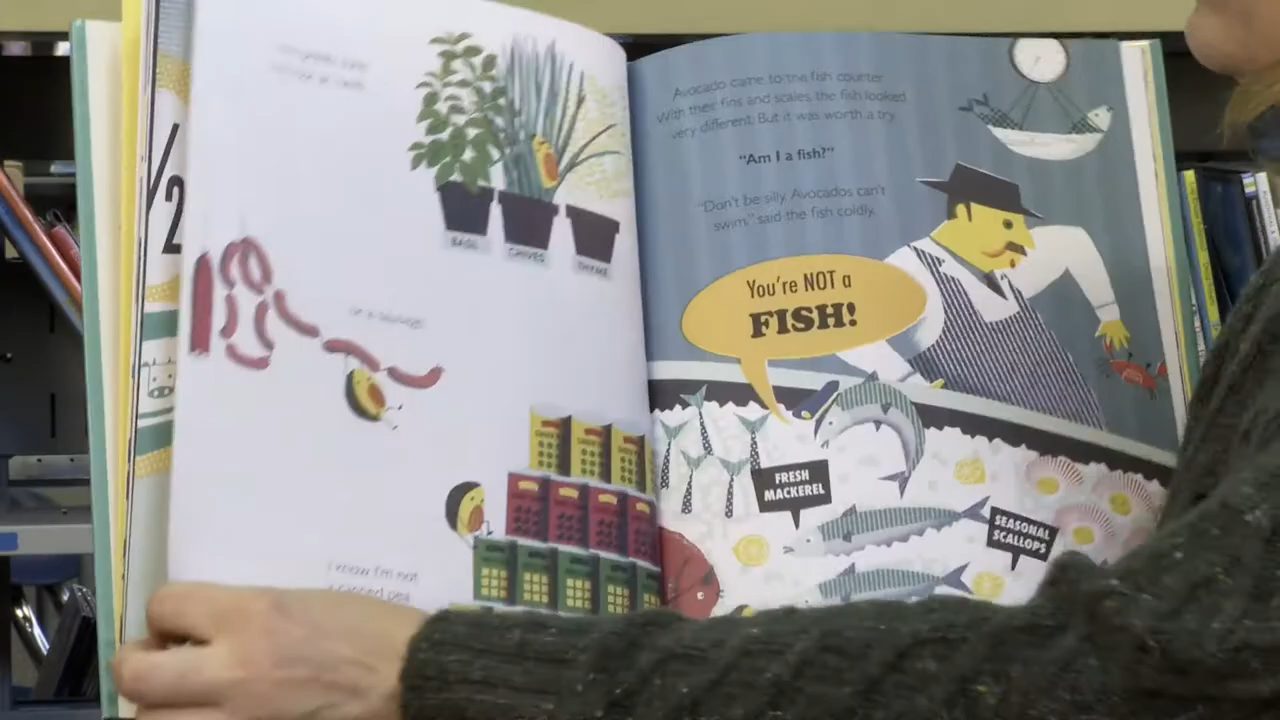 1/2
BASIL
CHIVES
THYME
or a sausage.
I know I'm not
Avocado came to the fish counter.
With their fins and scales, the fish looked
very different. But it was worth a try.
"Am I a fish?"
"Don't be silly. Avocados can't
swim," said the fish coldly.
You're NOT a
FISH!
FRESH
MACKEREL
SEASONAL
SCALLOPS